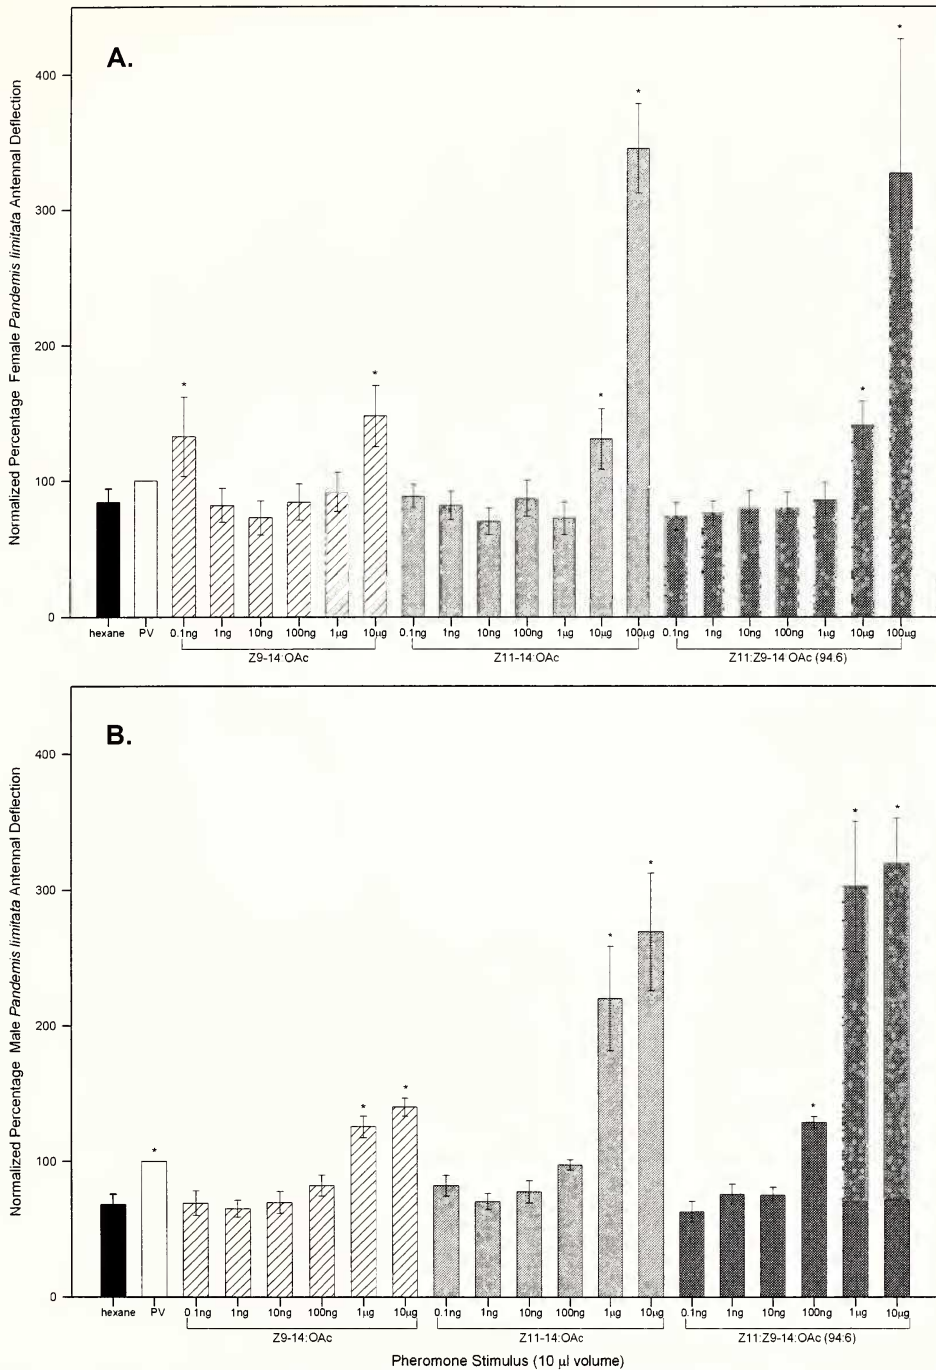 A.
Normalized Percentage Female Pandemis limitata Antennal Deflection
400
300
200
100
0
* * * * * *
hexane PV 0.1ng 1ng 10ng 100ng 1µg 10µg 0.1ng 1ng 10ng 100ng 1µg 10µg 100µg 0.1ng 1ng 10ng 100ng 1µg 10µg 100µg
Z9-14:OAc Z11-14:OAc Z11:Z9-14:OAc (94:6)
B.
Normalized Percentage Male Pandemis limitata Antennal Deflection
400
300
200
100
0
* * * * * * * *
hexane PV 0.1ng 1ng 10ng 100ng 1µg 10µg 0.1ng 1ng 10ng 100ng 1µg 10µg 0.1ng 1ng 10ng 100ng 1µg 10µg
Z9-14:OAc Z11-14:OAc Z11:Z9-14:OAc (94:6)
Pheromone Stimulus (10 µl volume)